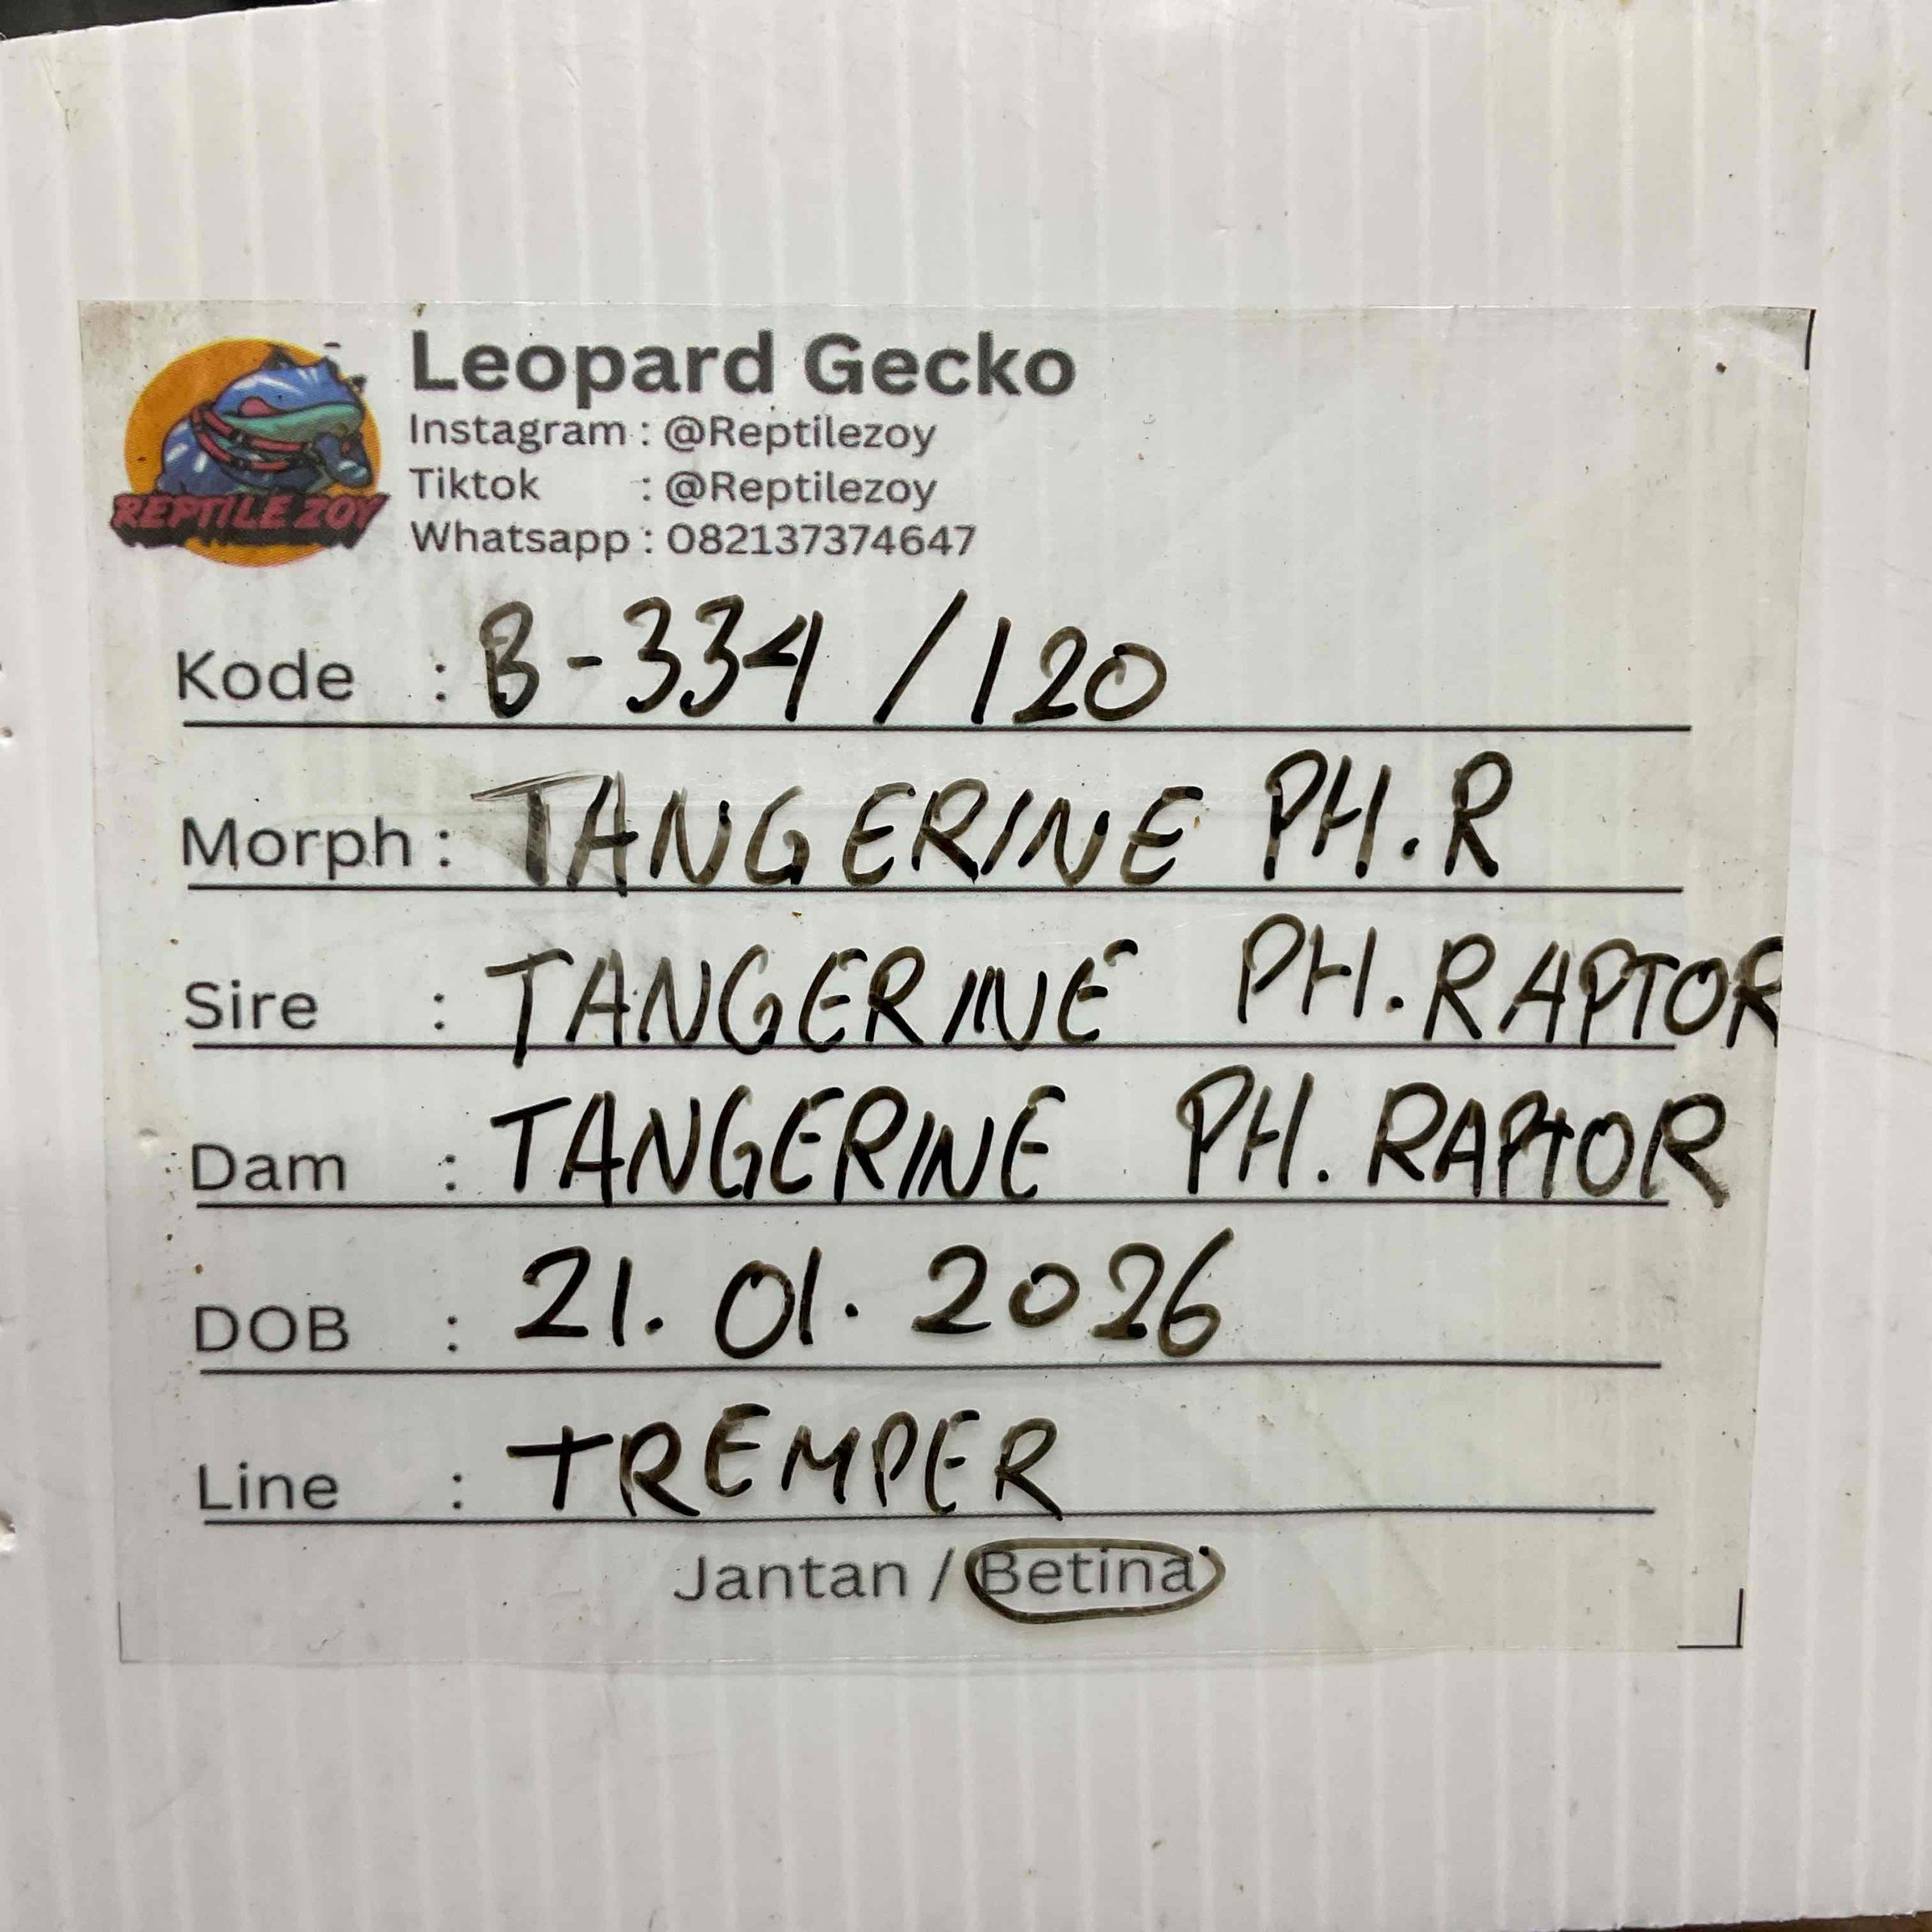 REPTILE ZOY
Leopard Gecko
Instagram : @Reptilezoy
Tiktok : @Reptilezoy
Whatsapp : 082137374647
Kode : B-334 /120
Morph : TANGERINE PH.R
Sire : TANGERINE PH.RAPTOR
Dam : TANGERINE PH. RAPTOR
DOB : 21. 01. 2026
Line : TREMPER
Jantan / Betina